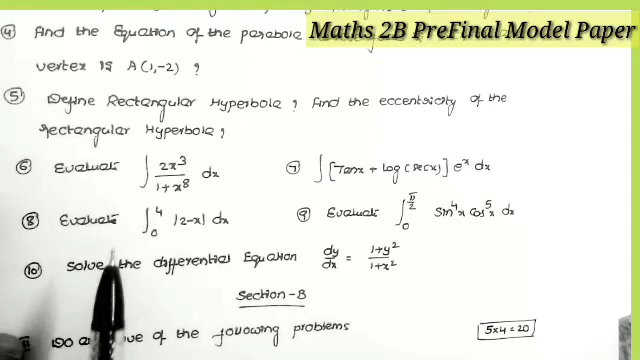 Maths 2B PreFinal Model Paper
④ Find the Equation of the parabola
vertex is A(1,-2) ?
⑤ Define Rectangular Hyperbola ? Find the eccentricity of the
rectangular Hyperbola ?
⑥ Evaluate ∫ 2x³/(1+x⁸) dx ⑦ ∫ [Tanx + log(secx)] eˣ dx
⑧ Evaluate ∫₀⁴ |2-x| dx ⑨ Evaluate ∫₀^(π/2) sin⁴x cos⁵x dx
⑩ Solve the differential Equation dy/dx = (1+y²)/(1+x²)
Section-B
of the following problems 5x4=20